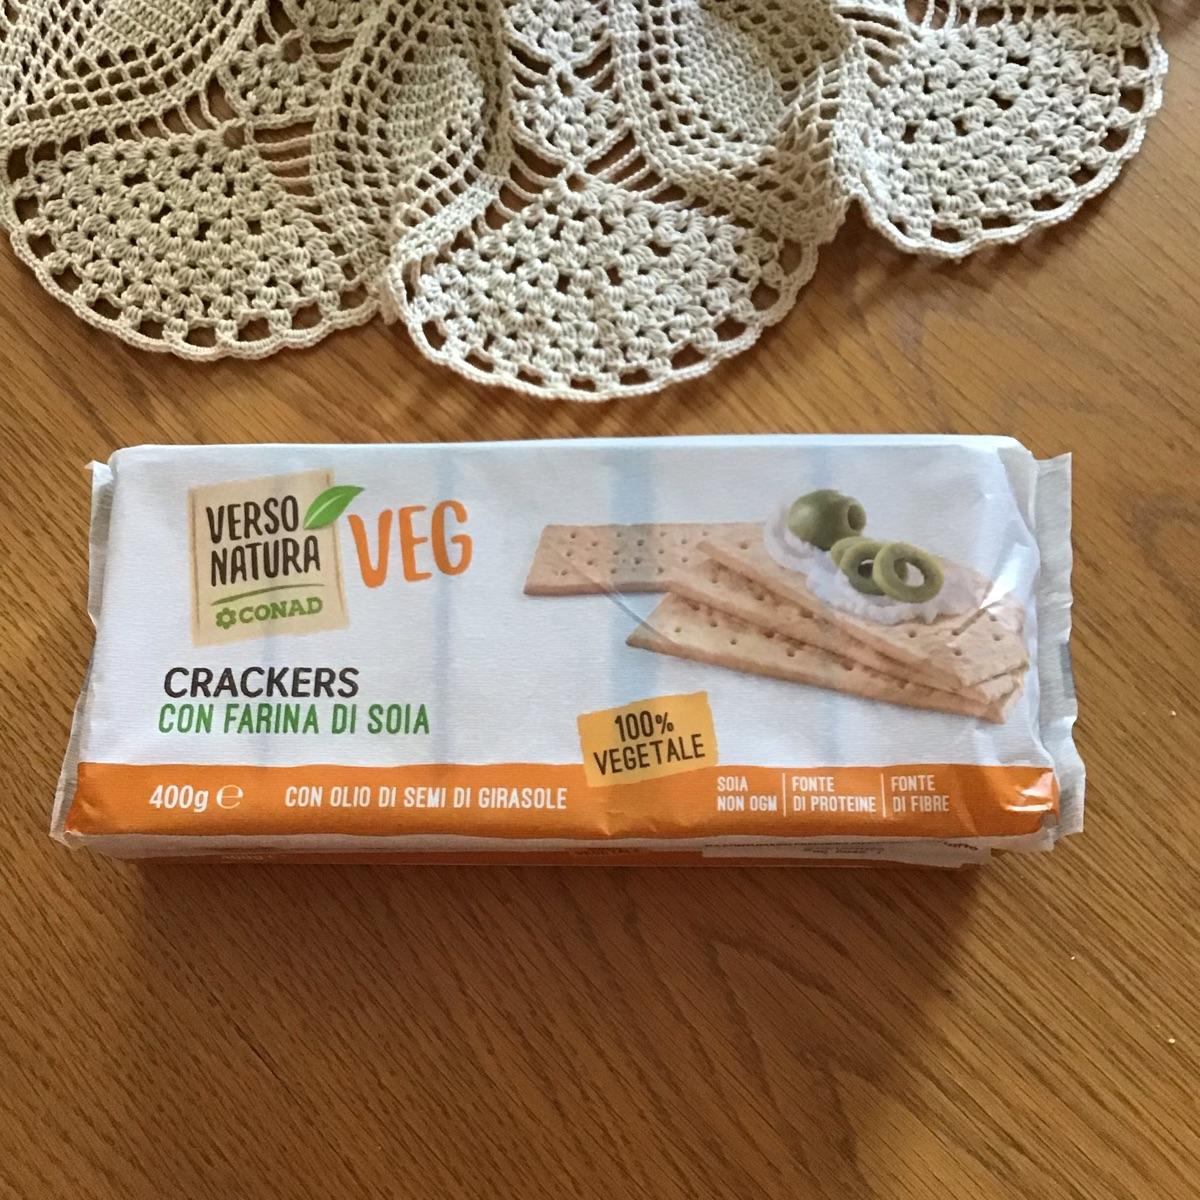 VERSO
NATURA
CONAD
VEG
CRACKERS
CON FARINA DI SOIA
100%
VEGETALE
400g e
CON OLIO DI SEMI DI GIRASOLE
SOIA
NON OGM
FONTE
DI PROTEINE
FONTE
DI FIBRE